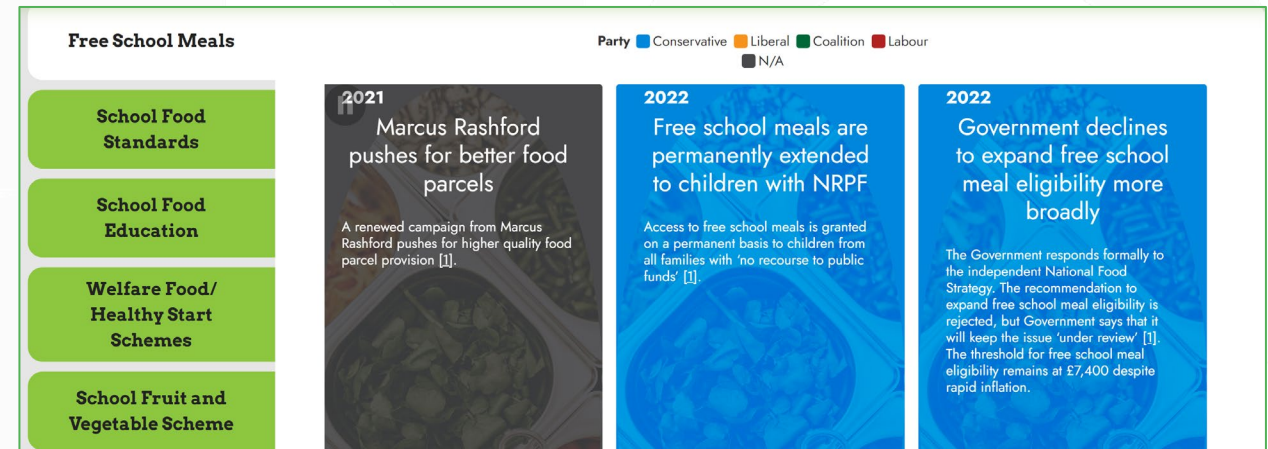 Free School Meals
School Food
Standards
School Food
Education
Welfare Food/
Healthy Start
Schemes
School Fruit and
Vegetable Scheme
Party Conservative Liberal Coalition Labour
N/A
2021
Marcus Rashford
pushes for better food
parcels
A renewed campaign from Marcus
Rashford pushes for higher quality food
parcel provision [1].
2022
Free school meals are
permanently extended
to children with NRPF
Access to free school meals is granted
on a permanent basis to children from
all families with ‘no recourse to public
funds’ [1].
2022
Government declines
to expand free school
meal eligibility more
broadly
The Government responds formally to
the independent National Food
Strategy. The recommendation to
expand free school meal eligibility is
rejected, but Government says that it
will keep the issue ‘under review’ [1].
The threshold for free school meal
eligibility remains at £7,400 despite
rapid inflation.